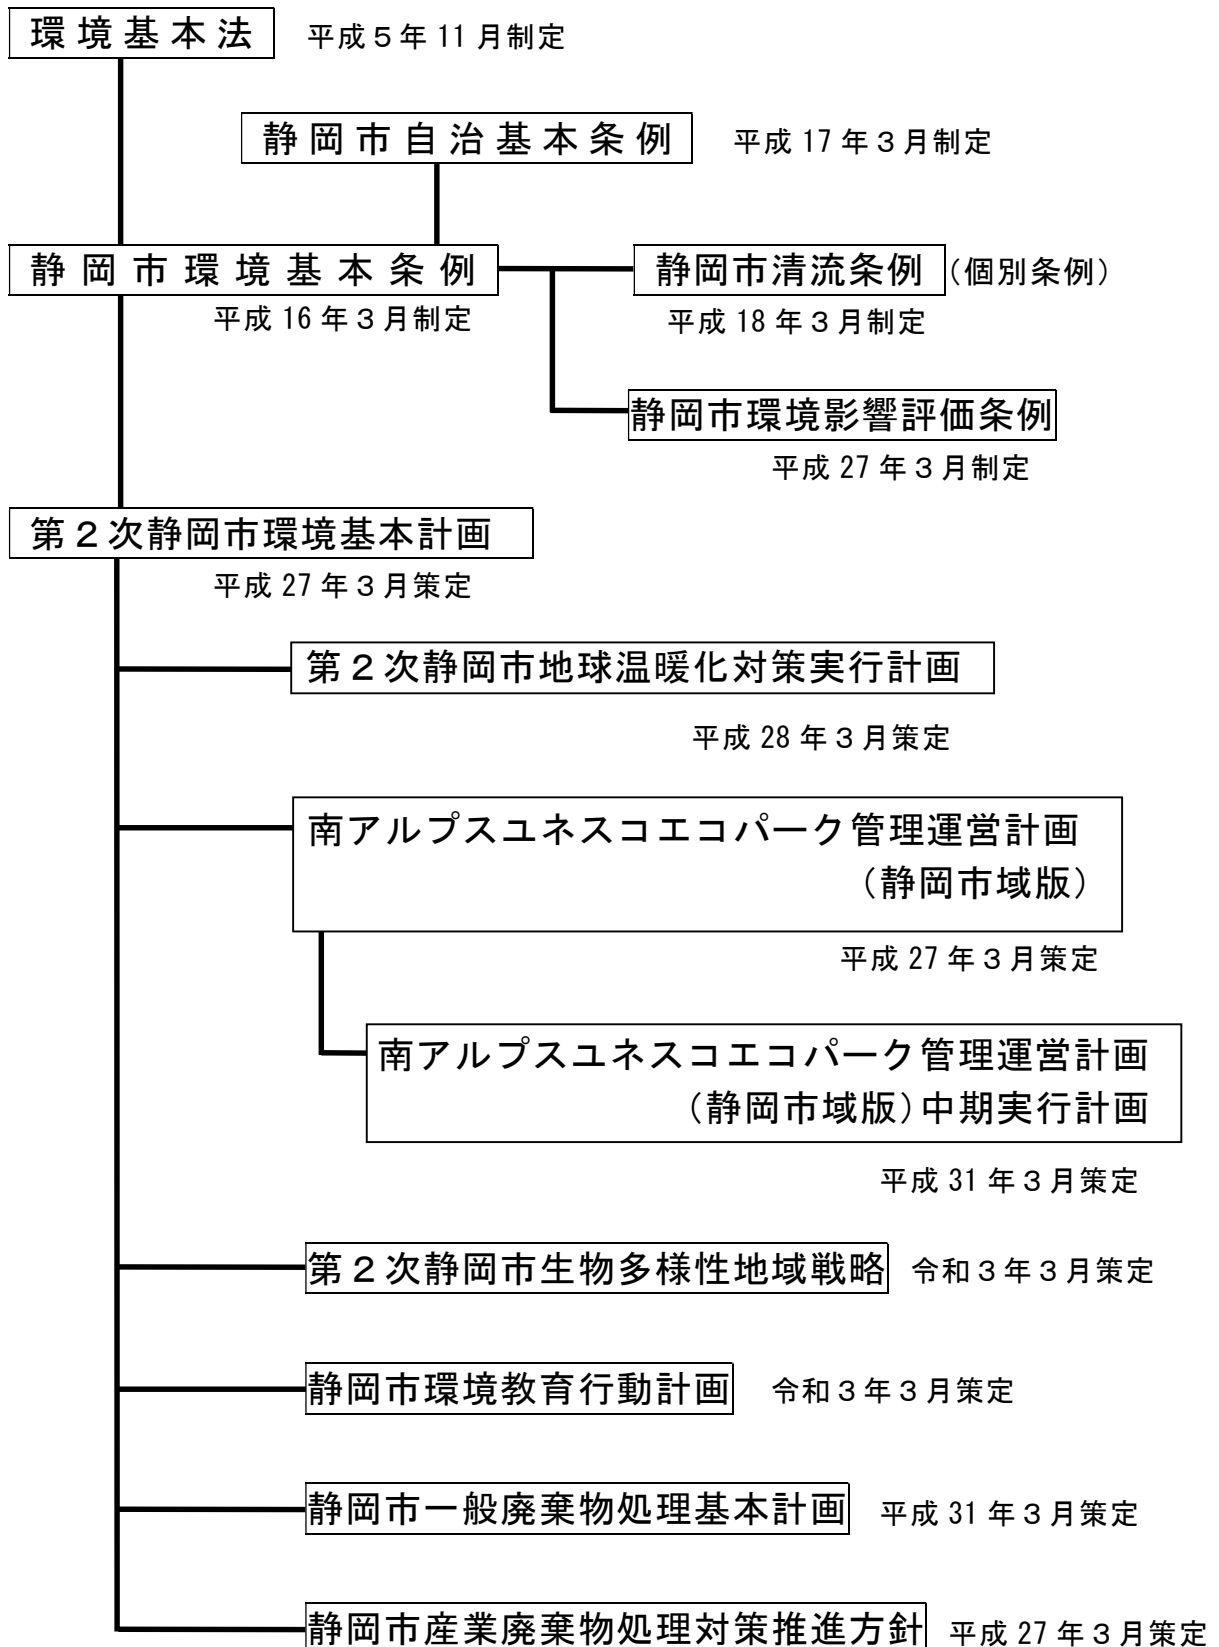 環境基本法 平成５年 11 月制定
静岡市自治基本条例 平成 17 年３月制定
静岡市環境基本条例 静岡市清流条例 (個別条例)
平成 16 年３月制定 平成 18 年３月制定
静岡市環境影響評価条例
平成 27 年３月制定
第２次静岡市環境基本計画
平成 27 年３月策定
第２次静岡市地球温暖化対策実行計画
平成 28 年３月策定
南アルプスユネスコエコパーク管理運営計画
(静岡市域版)
平成 27 年３月策定
南アルプスユネスコエコパーク管理運営計画
(静岡市域版)中期実行計画
平成 31 年３月策定
第２次静岡市生物多様性地域戦略 令和３年３月策定
静岡市環境教育行動計画 令和３年３月策定
静岡市一般廃棄物処理基本計画 平成 31 年３月策定
静岡市産業廃棄物処理対策推進方針 平成 27 年３月策定